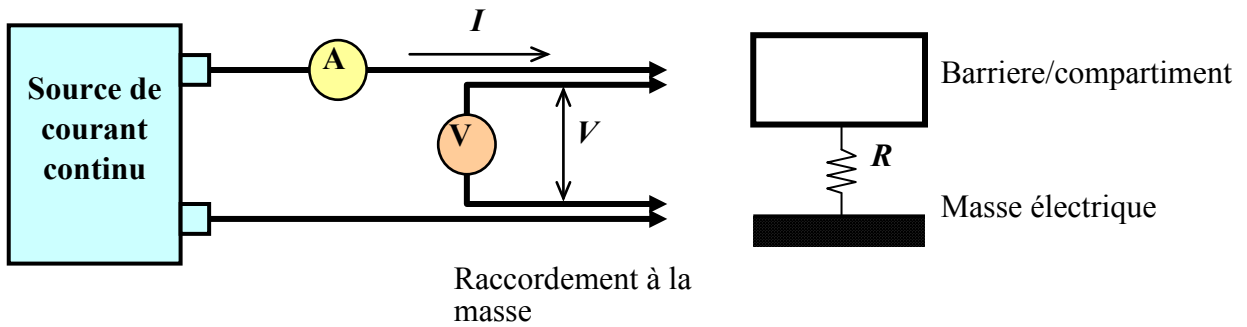 Source de
courant
continu
A
I
V
V
Raccordement à la
masse
Barriere/compartiment
R
Masse électrique